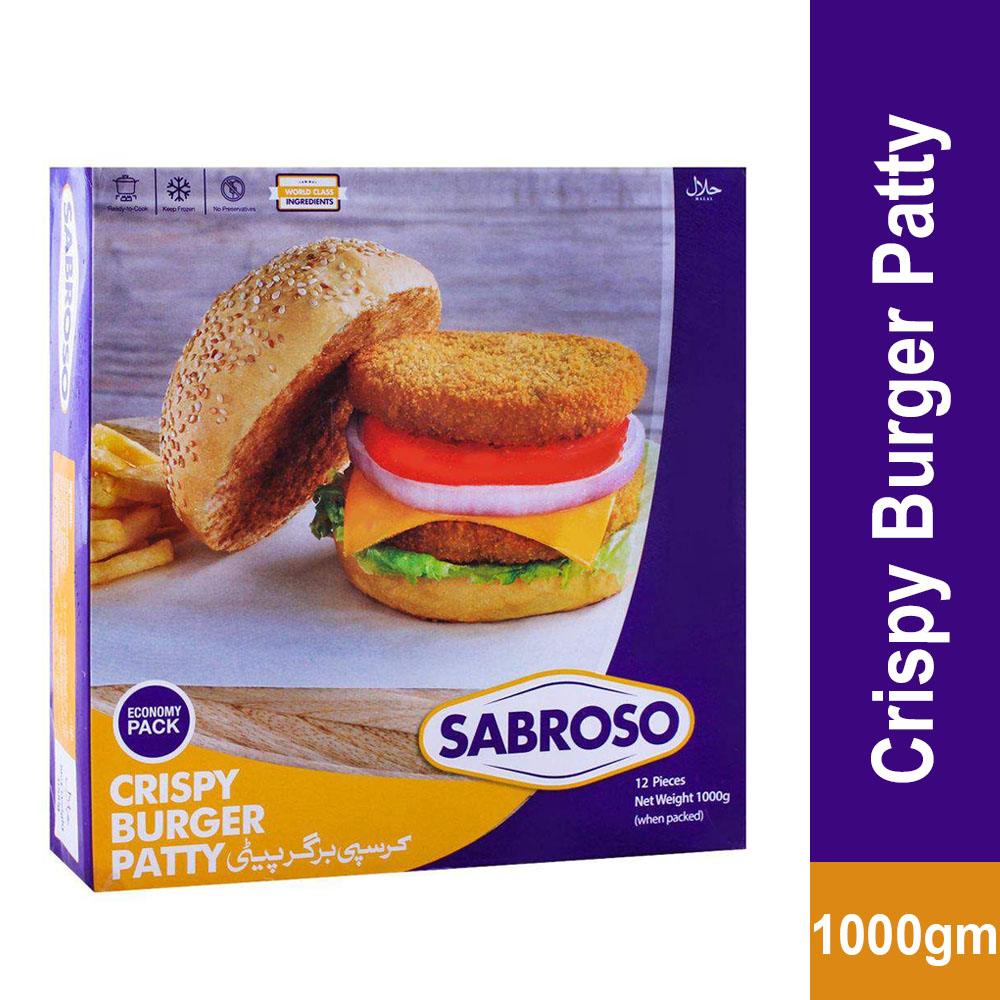 Ready-to-Cook
Keep Frozen
No Preservatives
WORLD CLASS
INGREDIENTS
حلال
HALAL
SABROSO
ECONOMY
PACK
SABROSO
12 Pieces
Net Weight 1000g
(when packed)
CRISPY
BURGER
PATTY کرسپی برگر پیٹی
Crispy Burger Patty
1000gm